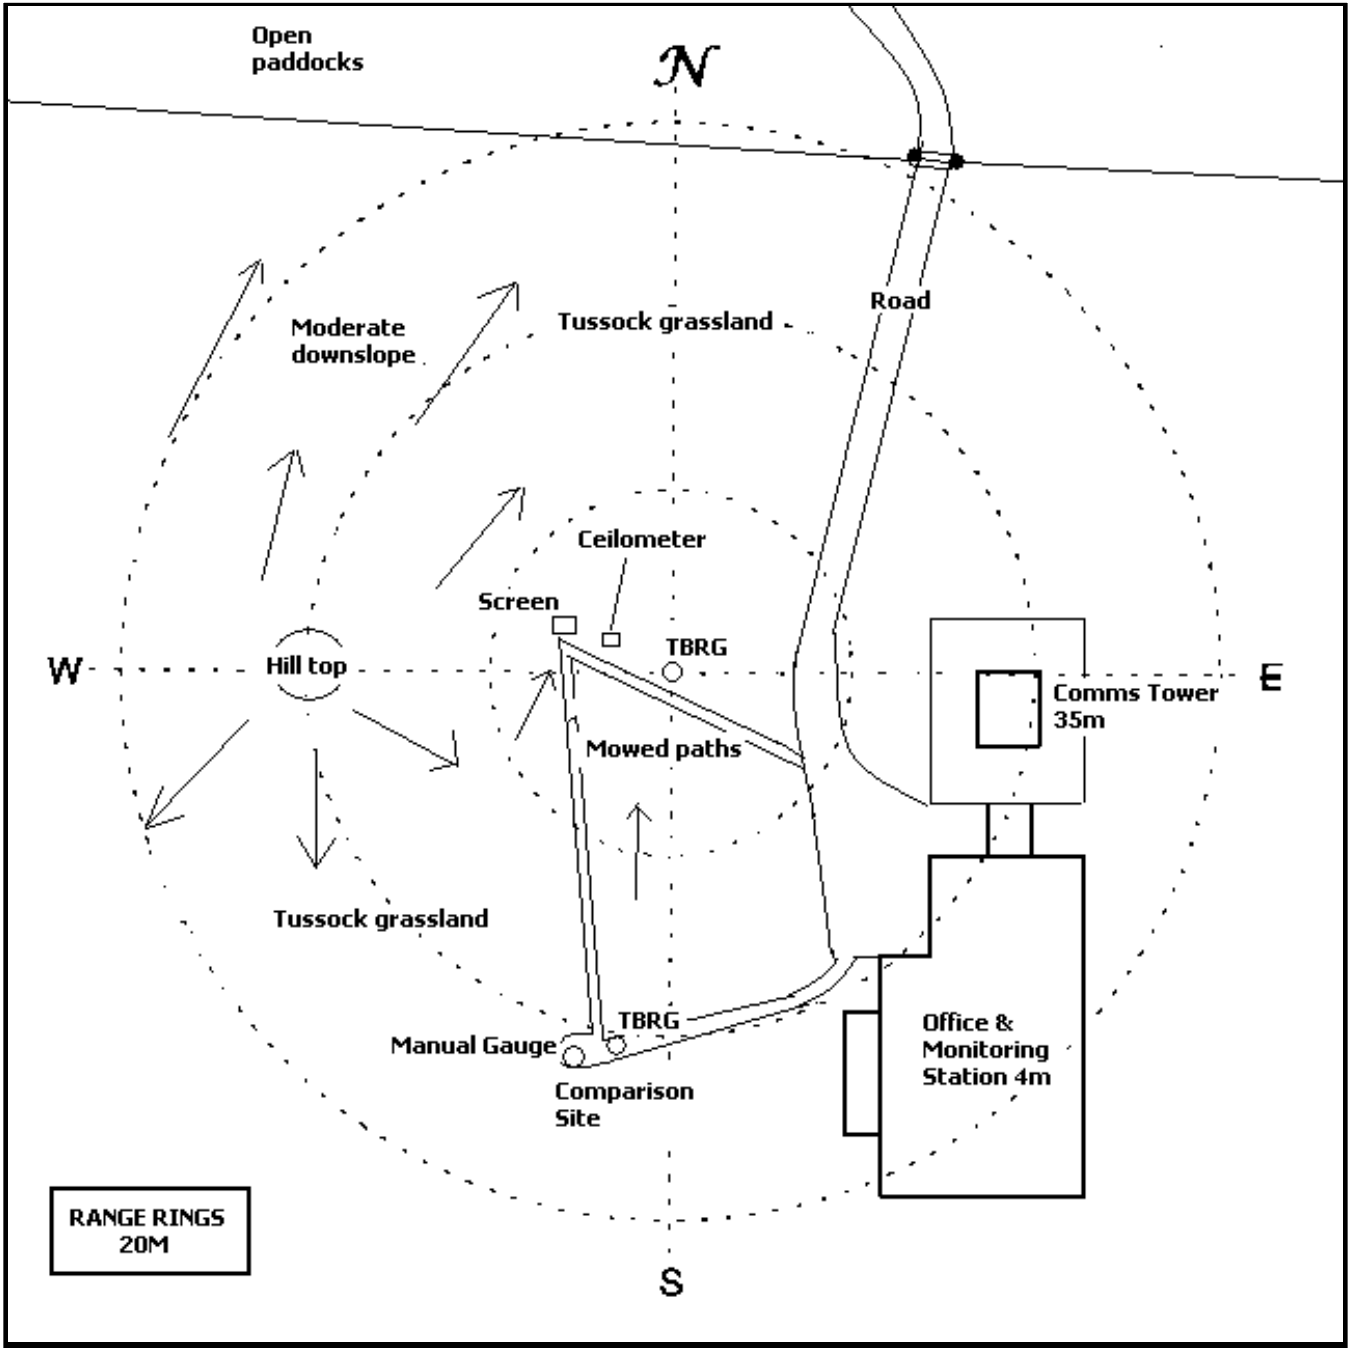 Open
paddocks
N
Road
Tussock grassland
Moderate
downslope
Ceilometer
Screen
TBRG
W
Hill top
E
Comms Tower
35m
Mowed paths
Tussock grassland
TBRG
Manual Gauge
Office &
Monitoring
Station 4m
Comparison
Site
RANGE RINGS
20M
S